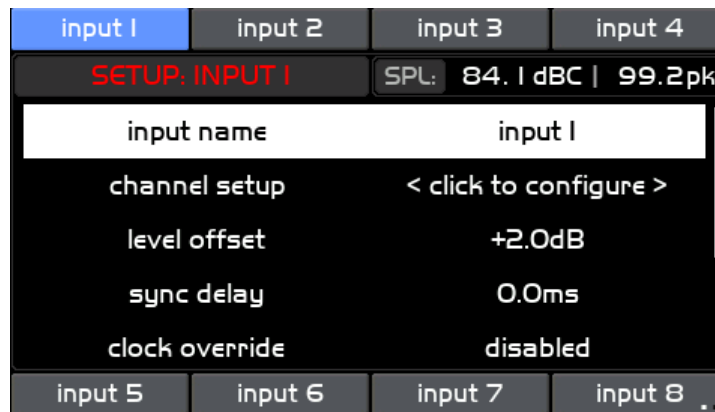 input 1 input 2 input 3 input 4
SETUP: INPUT 1 SPL: 84.1 dBC | 99.2pk
input name input 1
channel setup < click to configure >
level offset +2.0dB
sync delay 0.0ms
clock override disabled
input 5 input 6 input 7 input 8